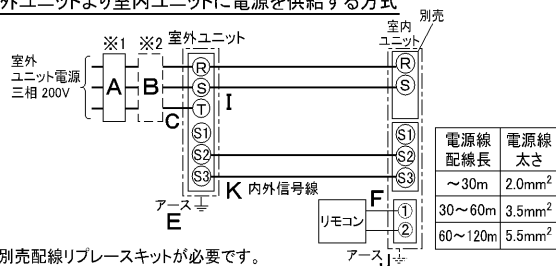 外ユニットより室内ユニットに電源を供給する方式
※1 ※2 室外ユニット
室内
ユニット
別売
室外
ユニット電源
三相 200V
A B
C
R
S
T
S1
S2
S3
I
K 内外信号線
R
S
S1
S2
S3
F
リモコン
①
②
アース
E
アース
J
電源線
配線長
電源線
太さ
~30m 2.0mm²
30~60m 3.5mm²
60~120m 5.5mm²
別売配線リプレースキットが必要です。